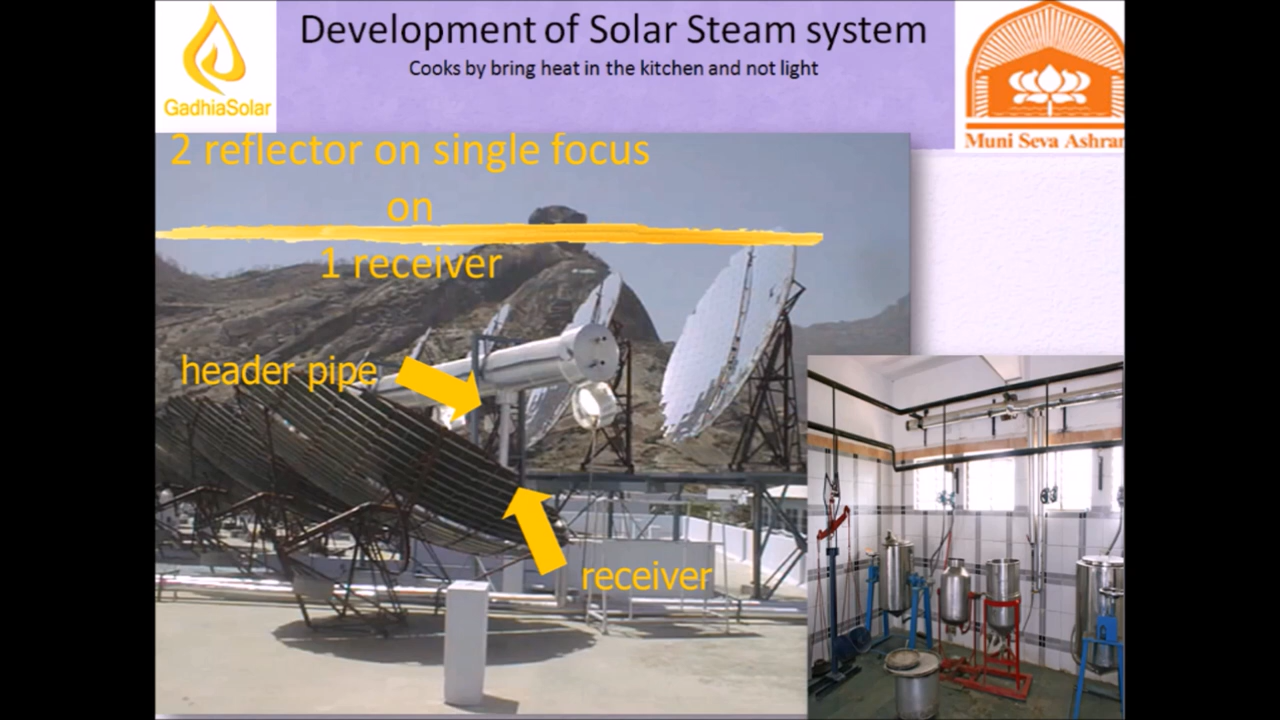 Development of Solar Steam system
Cooks by bring heat in the kitchen and not light
GadhiaSolar
Muni Seva Ashram
2 reflector on single focus
on
1 receiver
header pipe
receiver